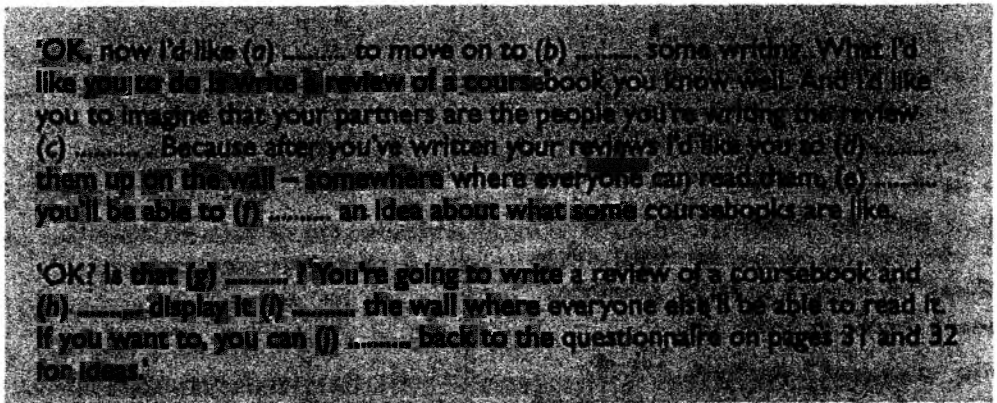 'OK, now I'd like (a) ......... to move on to (b) ......... some writing. What I'd
like you to do is write a review of a coursebook you know well. And I'd like
you to imagine that your partners are the people you're writing the review
(c) ......... . Because after you've written your reviews I'd like you to (d) .........
them up on the wall – somewhere where everyone can read them, (e) .........
you'll be able to (f) ......... an idea about what some coursebooks are like.
'OK? Is that (g) ......... ? You're going to write a review of a coursebook and
(h) ......... display it (i) ......... the wall where everyone else'll be able to read it.
If you want to, you can (j) ......... back to the questionnaire on pages 31 and 32
for ideas.'